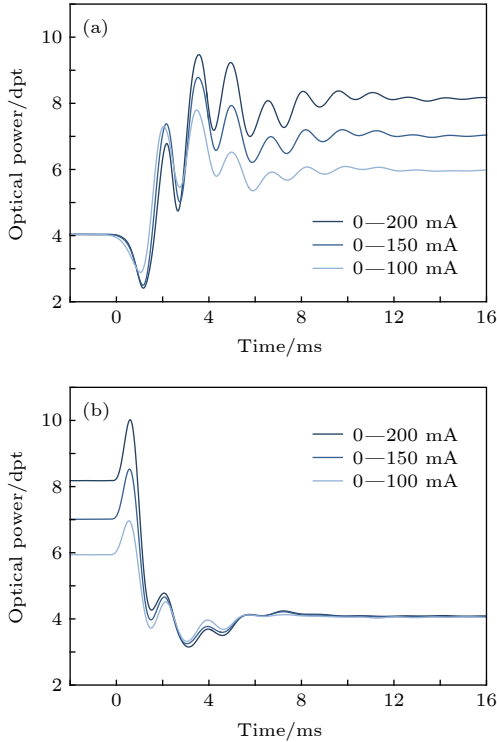 (a)
10
8
6
4
2
Optical power/dpt
0—200 mA
0—150 mA
0—100 mA
0 4 8 12 16
Time/ms
(b)
10
8
6
4
2
Optical power/dpt
0—200 mA
0—150 mA
0—100 mA
0 4 8 12 16
Time/ms